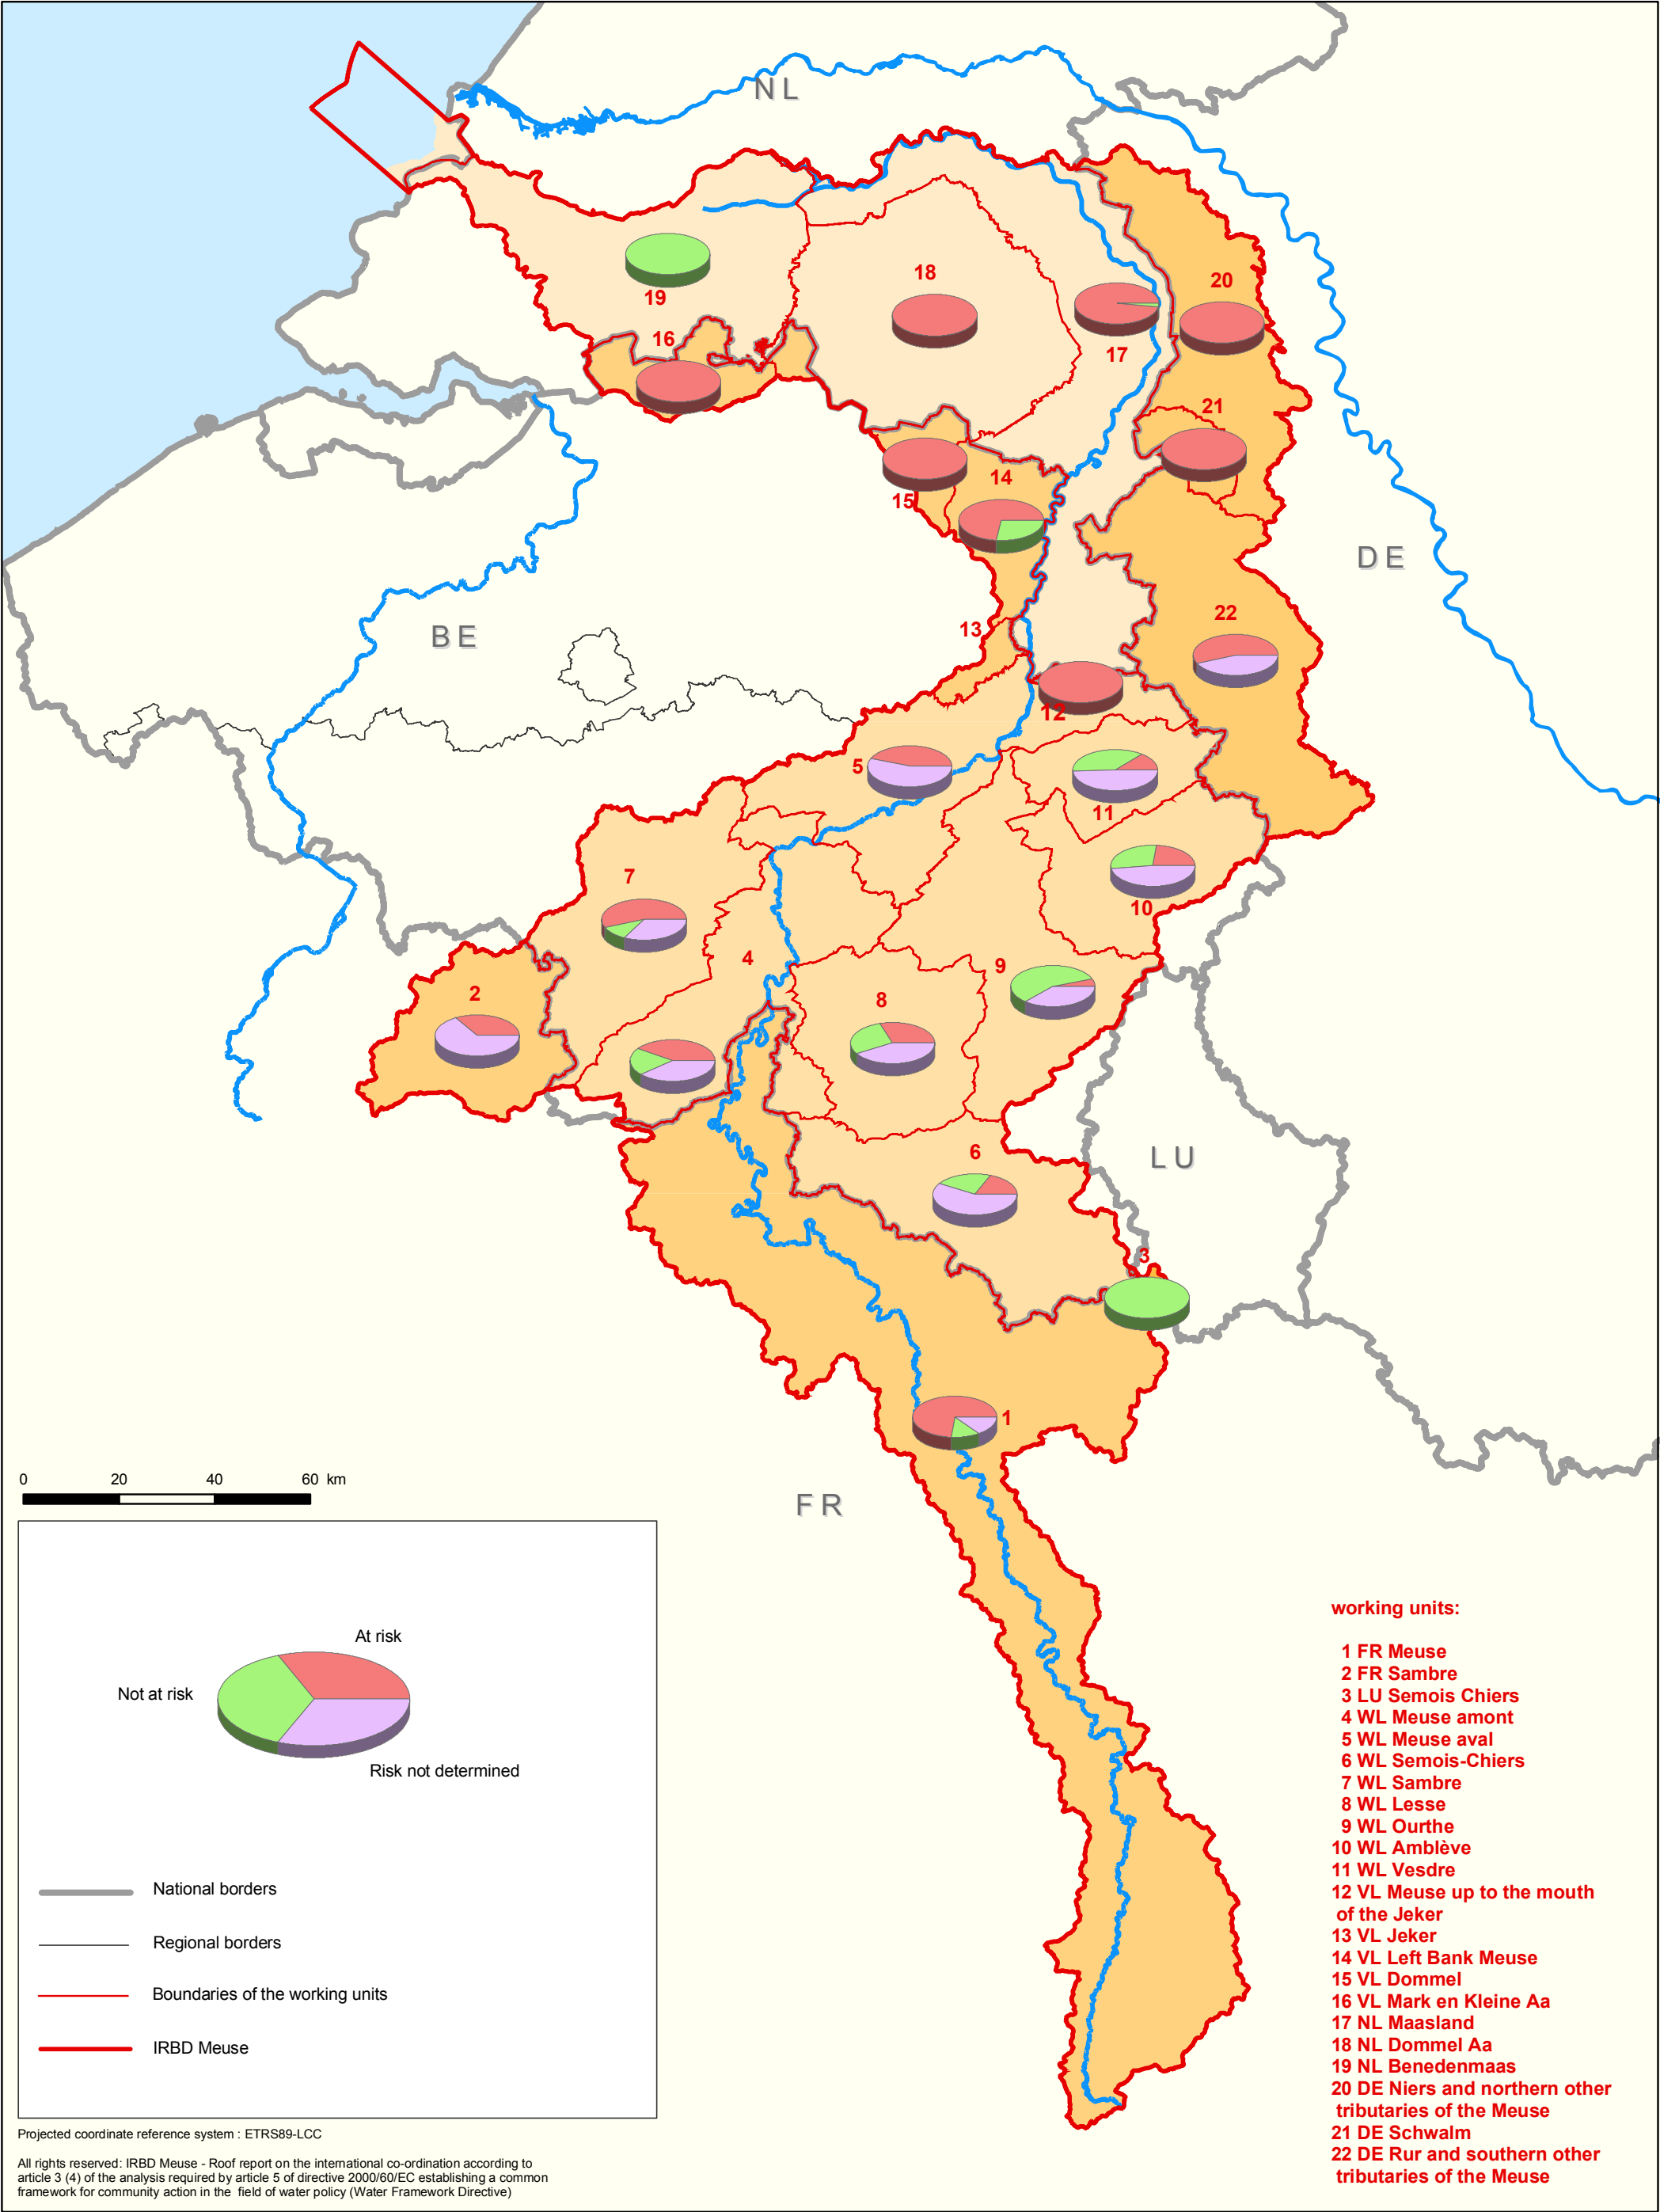 NL
18
20
19
16
17
21
14
15
DE
BE
22
13
12
5
11
7
10
4
9
2
8
6
LU
3
1
0 20 40 60 km
FR
At risk
Not at risk
Risk not determined
National borders
Regional borders
Boundaries of the working units
IRBD Meuse
Projected coordinate reference system : ETRS89-LCC
All rights reserved: IRBD Meuse - Roof report on the international co-ordination according to
article 3 (4) of the analysis required by article 5 of directive 2000/60/EC establishing a common
framework for community action in the field of water policy (Water Framework Directive)
working units:
1 FR Meuse
2 FR Sambre
3 LU Semois Chiers
4 WL Meuse amont
5 WL Meuse aval
6 WL Semois-Chiers
7 WL Sambre
8 WL Lesse
9 WL Ourthe
10 WL Amblève
11 WL Vesdre
12 VL Meuse up to the mouth
of the Jeker
13 VL Jeker
14 VL Left Bank Meuse
15 VL Dommel
16 VL Mark en Kleine Aa
17 NL Maasland
18 NL Dommel Aa
19 NL Benedenmaas
20 DE Niers and northern other
tributaries of the Meuse
21 DE Schwalm
22 DE Rur and southern other
tributaries of the Meuse